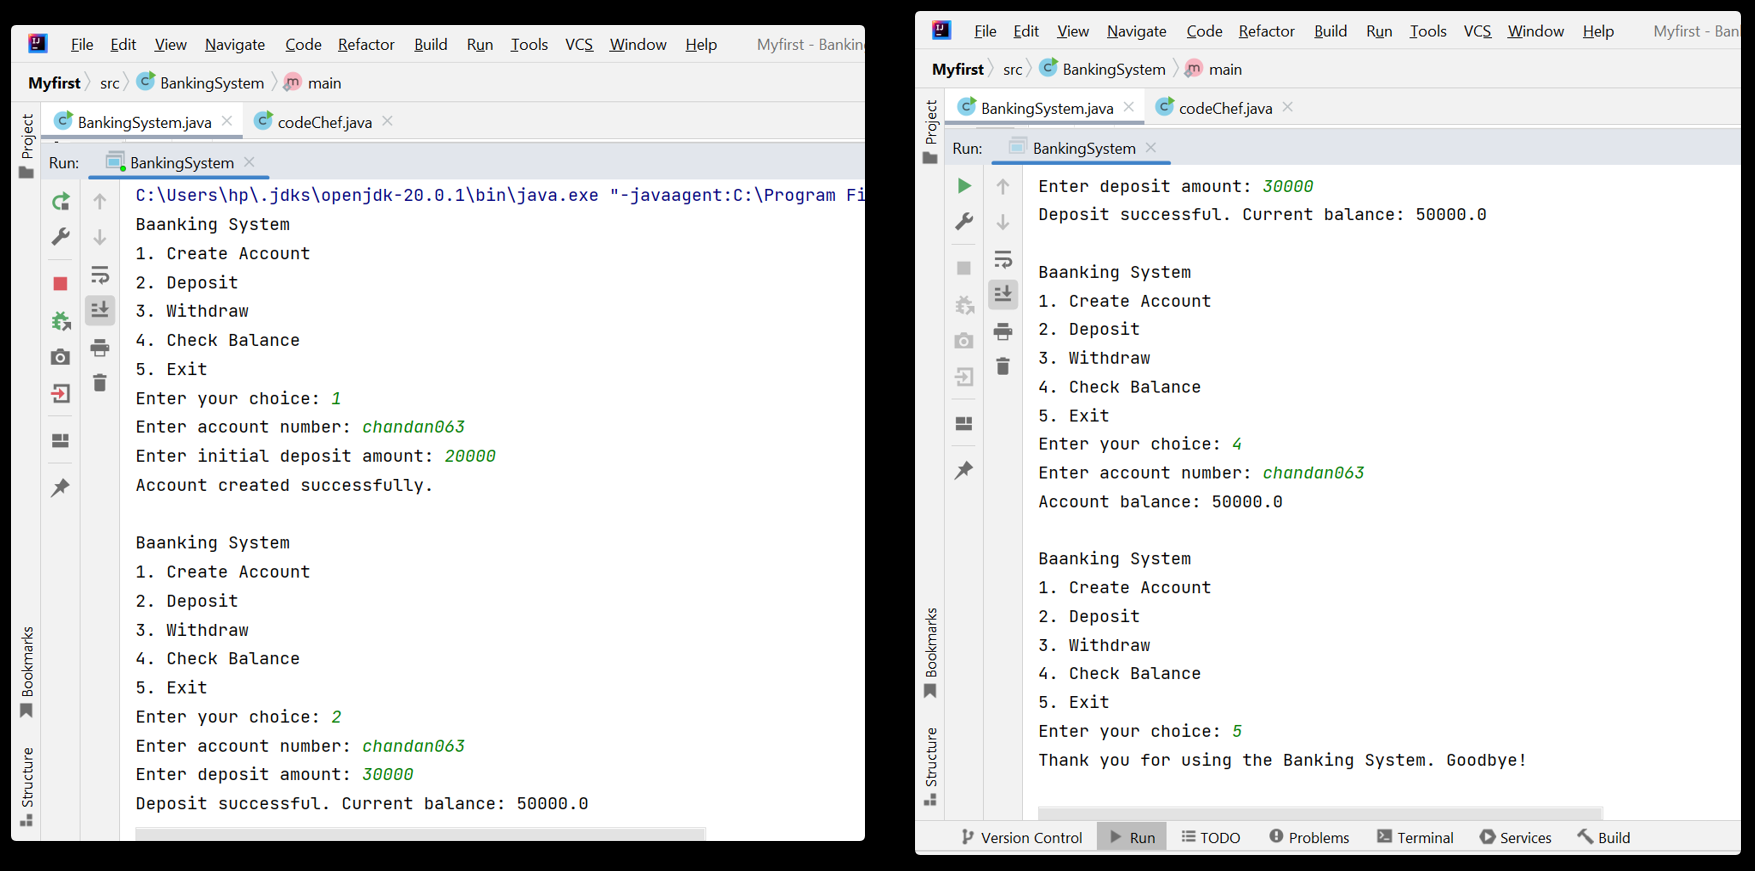 File Edit View Navigate Code Refactor Build Run Tools VCS Window Help Myfirst - Bankin
Myfirst src BankingSystem main
BankingSystem.java codeChef.java
Project
Run: BankingSystem
C:\Users\hp\.jdks\openjdk-20.0.1\bin\java.exe "-javaagent:C:\Program Fi
Baanking System
1. Create Account
2. Deposit
3. Withdraw
4. Check Balance
5. Exit
Enter your choice: 1
Enter account number: chandan063
Enter initial deposit amount: 20000
Account created successfully.
Baanking System
1. Create Account
2. Deposit
3. Withdraw
4. Check Balance
5. Exit
Enter your choice: 2
Enter account number: chandan063
Enter deposit amount: 30000
Deposit successful. Current balance: 50000.0
Bookmarks
Structure
File Edit View Navigate Code Refactor Build Run Tools VCS Window Help Myfirst - Ban
Myfirst src BankingSystem main
BankingSystem.java codeChef.java
Project
Run: BankingSystem
Enter deposit amount: 30000
Deposit successful. Current balance: 50000.0
Baanking System
1. Create Account
2. Deposit
3. Withdraw
4. Check Balance
5. Exit
Enter your choice: 4
Enter account number: chandan063
Account balance: 50000.0
Baanking System
1. Create Account
2. Deposit
3. Withdraw
4. Check Balance
5. Exit
Enter your choice: 5
Thank you for using the Banking System. Goodbye!
Bookmarks
Structure
Version Control Run TODO Problems Terminal Services Build